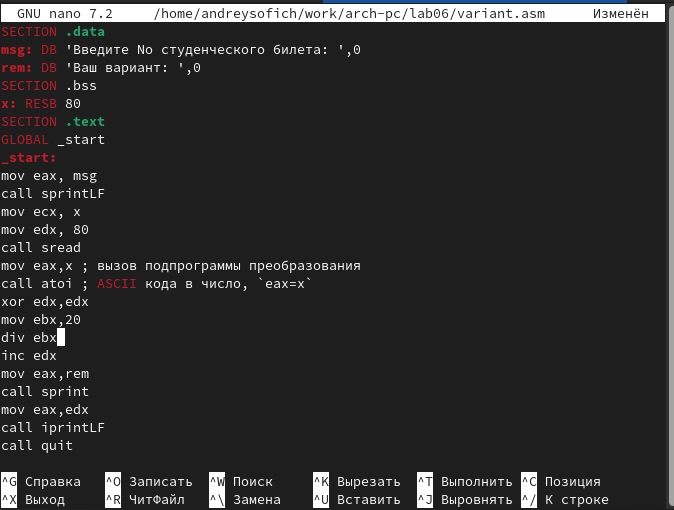 GNU nano 7.2 /home/andreysofich/work/arch-pc/lab06/variant.asm Изменён
SECTION .data
msg: DB 'Введите No студенческого билета: ',0
rem: DB 'Ваш вариант: ',0
SECTION .bss
x: RESB 80
SECTION .text
GLOBAL _start
_start:
mov eax, msg
call sprintLF
mov ecx, x
mov edx, 80
call sread
mov eax,x ; вызов подпрограммы преобразования
call atoi ; ASCII кода в число, `eax=x`
xor edx,edx
mov ebx,20
div ebx
inc edx
mov eax,rem
call sprint
mov eax,edx
call iprintLF
call quit
^G Справка ^O Записать ^W Поиск ^K Вырезать ^T Выполнить ^C Позиция
^X Выход ^R ЧитФайл ^\ Замена ^U Вставить ^J Выровнять ^/ К строке